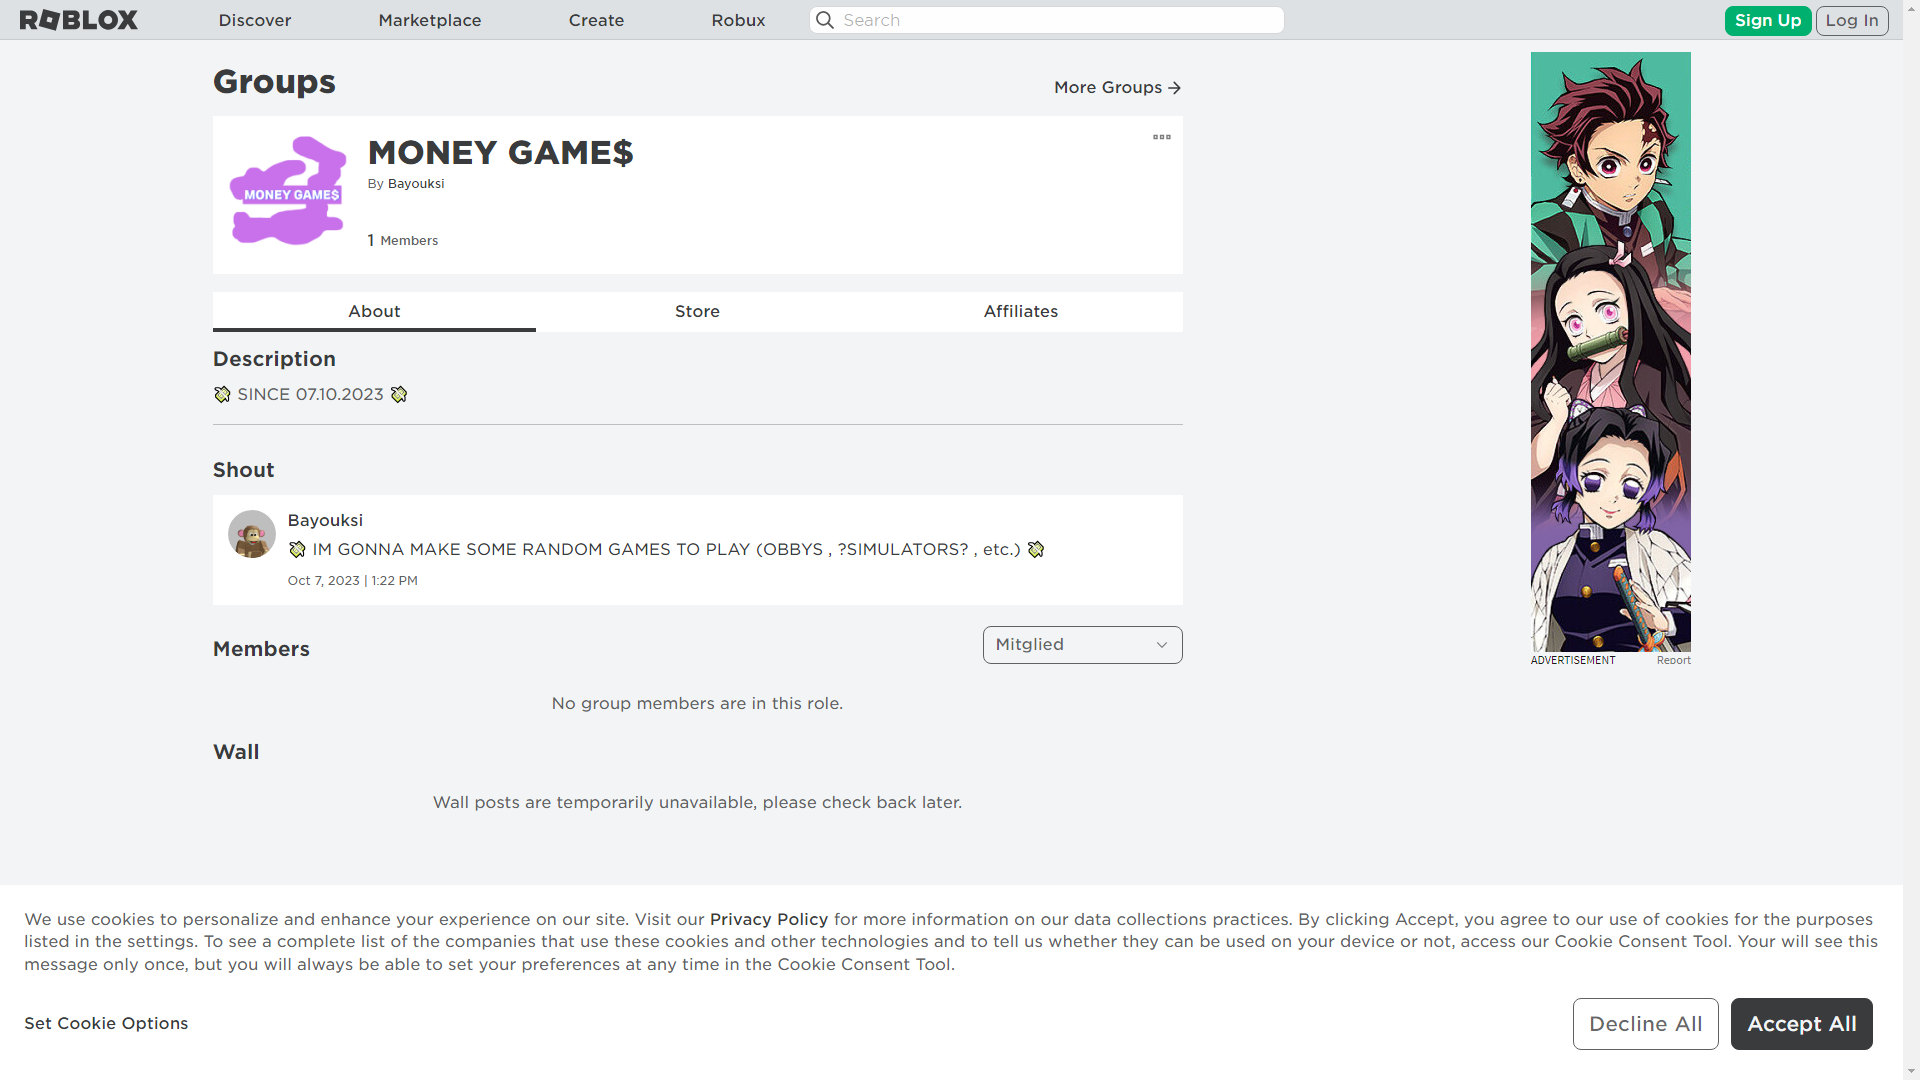 ROBLOX
Discover
Marketplace
Create
Robux
Search
Sign Up
Log In
Groups
More Groups
MONEY GAME$
MONEY GAME$
By Bayouksi
1 Members
About
Store
Affiliates
Description
💸 SINCE 07.10.2023 💸
Shout
Bayouksi
💸 IM GONNA MAKE SOME RANDOM GAMES TO PLAY (OBBYS , ?SIMULATORS? , etc.) 💸
Oct 7, 2023 | 1:22 PM
Members
Mitglied
No group members are in this role.
Wall
Wall posts are temporarily unavailable, please check back later.
ADVERTISEMENT
Report
We use cookies to personalize and enhance your experience on our site. Visit our Privacy Policy for more information on our data collections practices. By clicking Accept, you agree to our use of cookies for the purposes
listed in the settings. To see a complete list of the companies that use these cookies and other technologies and to tell us whether they can be used on your device or not, access our Cookie Consent Tool. Your will see this
message only once, but you will always be able to set your preferences at any time in the Cookie Consent Tool.
Set Cookie Options
Decline All
Accept All